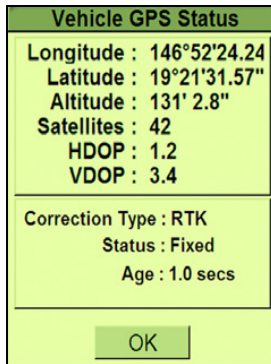 Vehicle GPS Status
Longitude : 146°52'24.24
Latitude : 19°21'31.57"
Altitude : 131' 2.8"
Satellites : 42
HDOP : 1.2
VDOP : 3.4
Correction Type : RTK
Status : Fixed
Age : 1.0 secs
OK